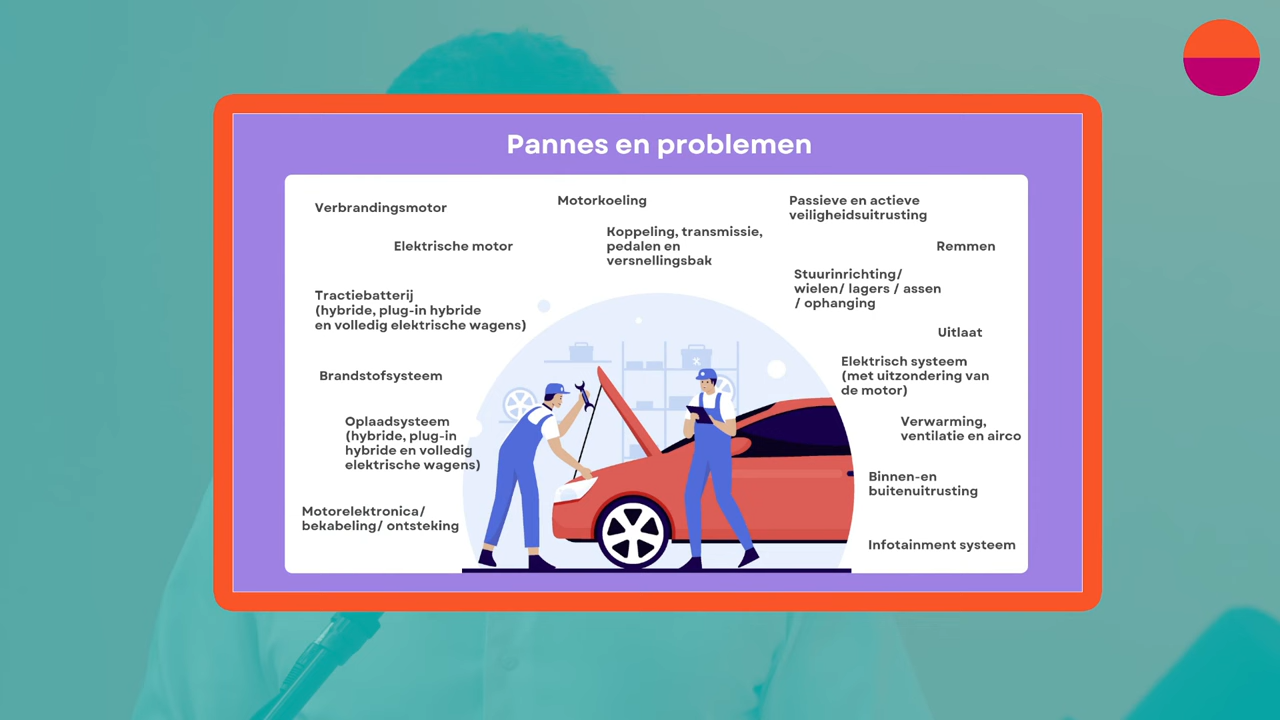 Pannes en problemen
Verbrandingsmotor
Elektrische motor
Tractiebatterij
(hybride, plug-in hybride
en volledig elektrische wagens)
Brandstofsysteem
Oplaadsysteem
(hybride, plug-in
hybride en volledig
elektrische wagens)
Motorelektronica/
bekabeling/ ontsteking
Motorkoeling
Koppeling, transmissie,
pedalen en
versnellingsbak
Passieve en actieve
veiligheidsuitrusting
Remmen
Stuurinrichting/
wielen/ lagers / assen
/ ophanging
Uitlaat
Elektrisch systeem
(met uitzondering van
de motor)
Verwarming,
ventilatie en airco
Binnen-en
buitenuitrusting
Infotainment systeem